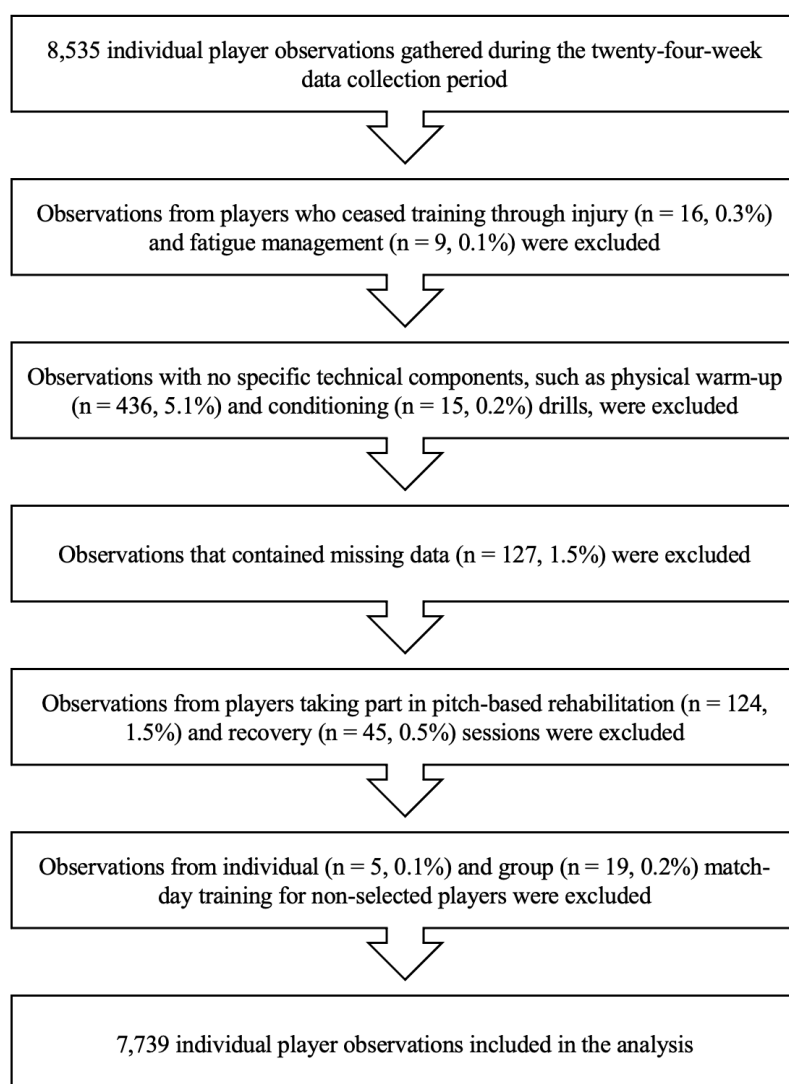 8,535 individual player observations gathered during the twenty-four-week
data collection period
Observations from players who ceased training through injury (n = 16, 0.3%)
and fatigue management (n = 9, 0.1%) were excluded
Observations with no specific technical components, such as physical warm-up
(n = 436, 5.1%) and conditioning (n = 15, 0.2%) drills, were excluded
Observations that contained missing data (n = 127, 1.5%) were excluded
Observations from players taking part in pitch-based rehabilitation (n = 124,
1.5%) and recovery (n = 45, 0.5%) sessions were excluded
Observations from individual (n = 5, 0.1%) and group (n = 19, 0.2%) match-
day training for non-selected players were excluded
7,739 individual player observations included in the analysis